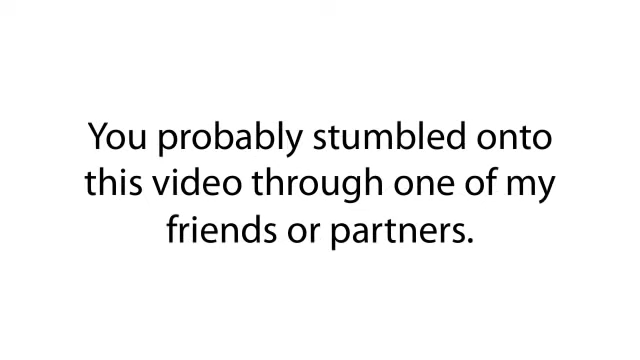 You probably stumbled onto
this video through one of my
friends or partners.